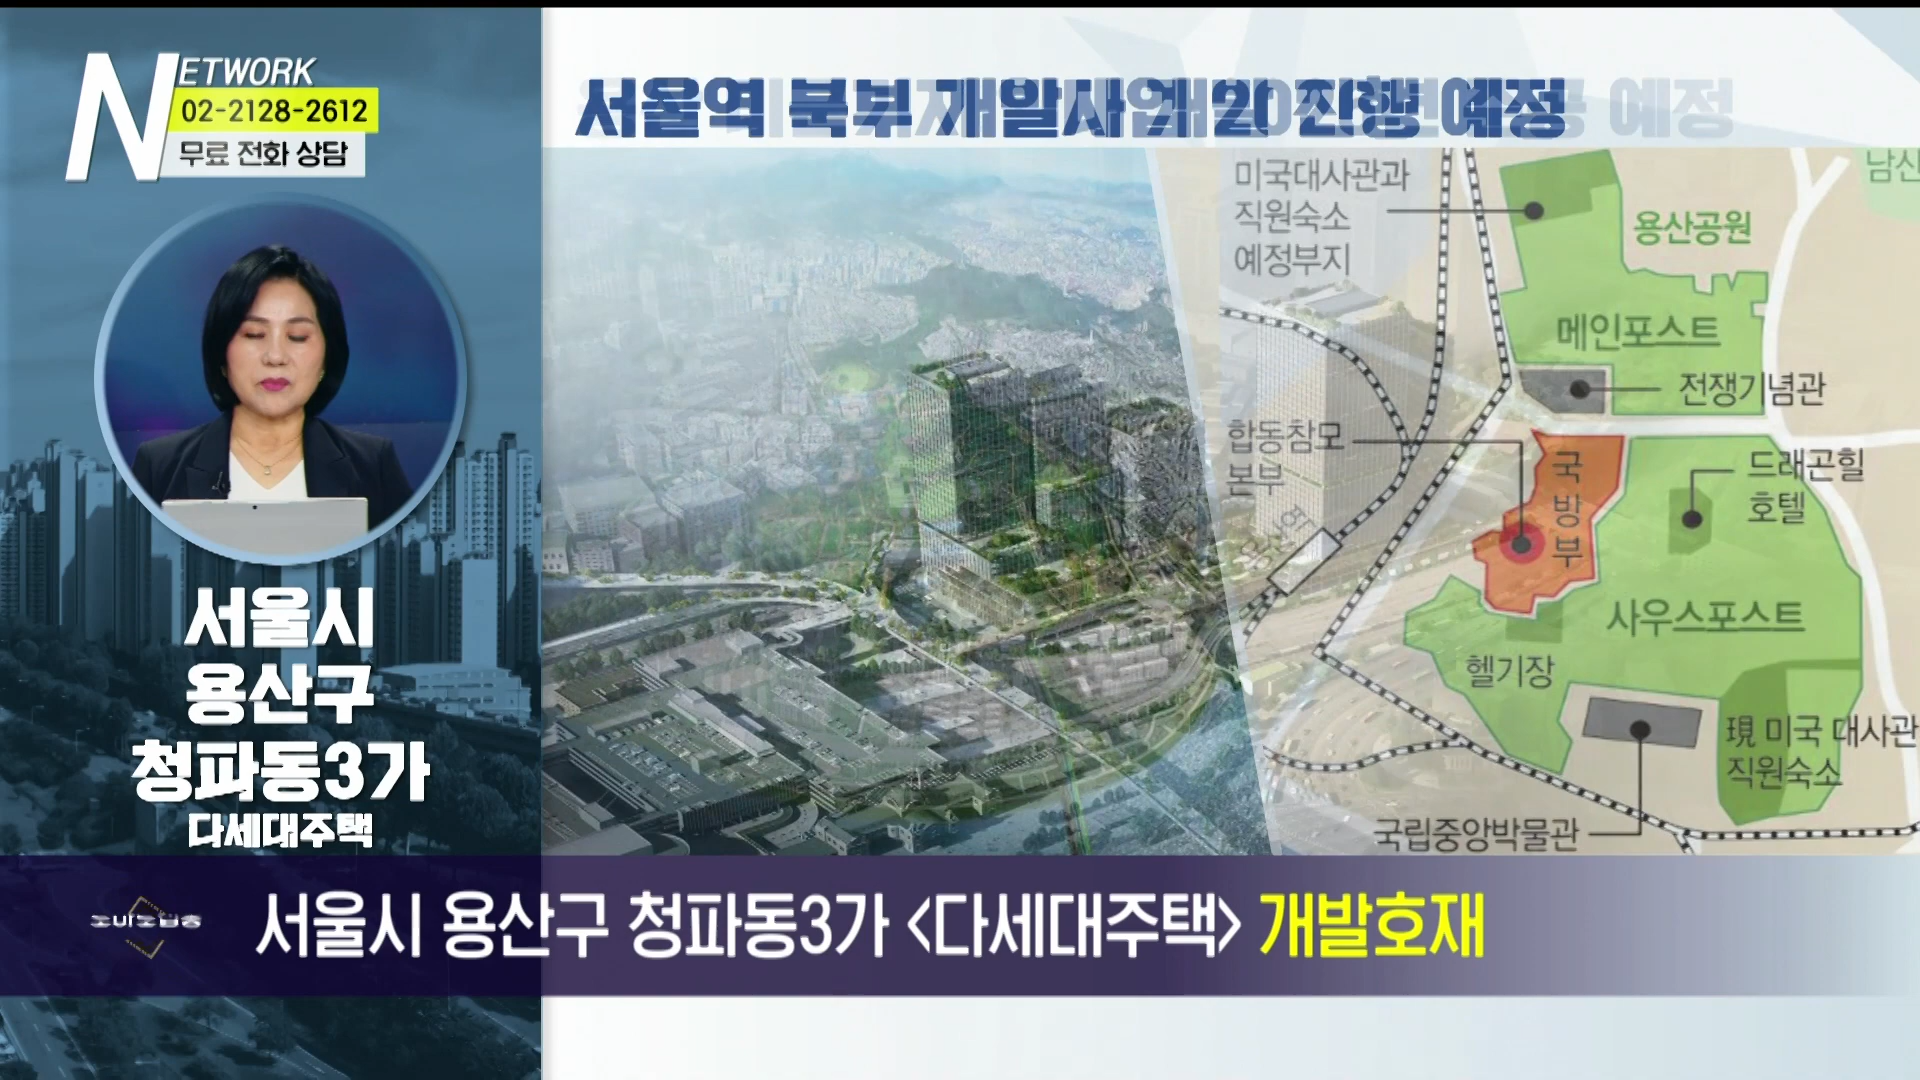 NETWORK
02-2128-2612
무료 전화 상담
서울역 북부 개발사업 진행 예정
미국대사관과
직원숙소
예정부지
남산
용산공원
메인포스트
전쟁기념관
합동참모
본부
국방부
드래곤힐
호텔
사우스포스트
헬기장
現 미국 대사관
직원숙소
국립중앙박물관
서울시
용산구
청파동3가
다세대주택
서울시 용산구 청파동3가 <다세대주택> 개발호재